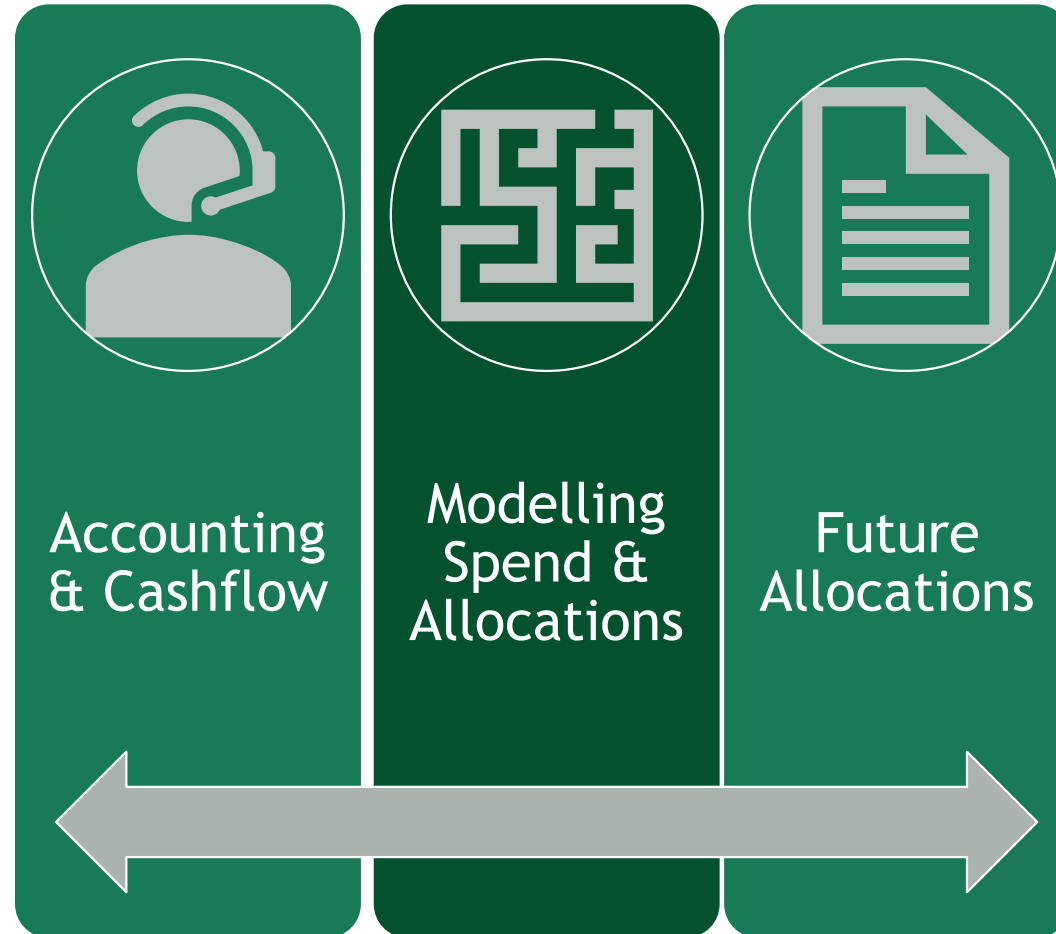 Accounting
& Cashflow
Modelling
Spend &
Allocations
Future
Allocations